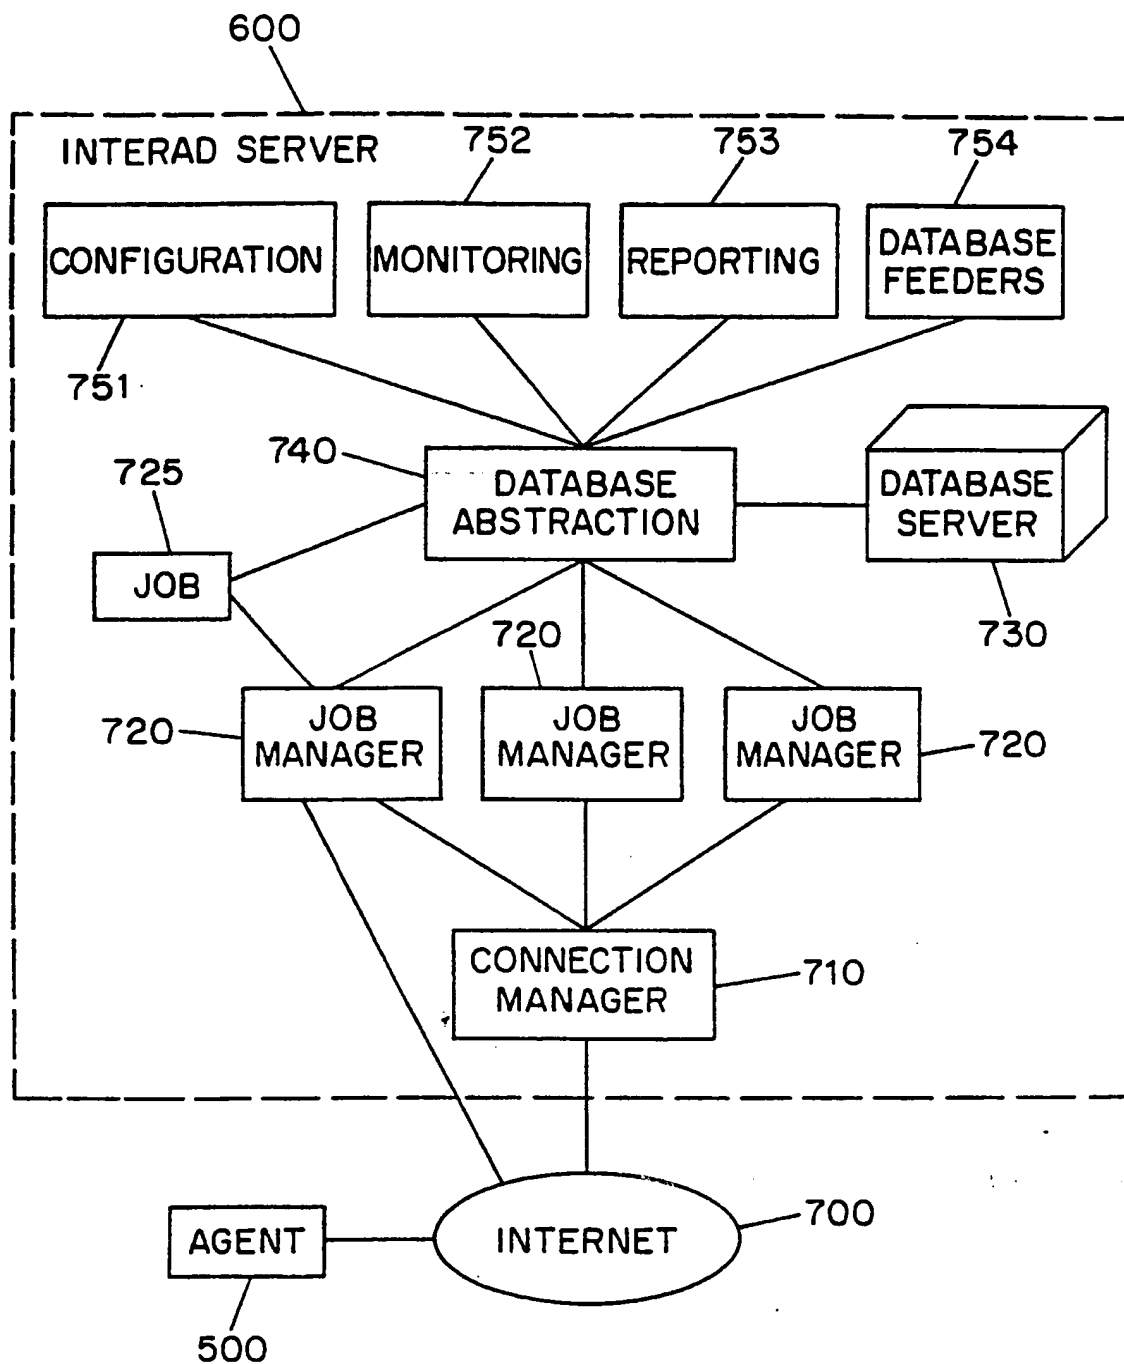 600
INTERAD SERVER
752
753
754
CONFIGURATION
MONITORING
REPORTING
DATABASE
FEEDERS
751
740
725
DATABASE
ABSTRACTION
DATABASE
SERVER
JOB
720
730
720
JOB
MANAGER
JOB
MANAGER
JOB
MANAGER
720
CONNECTION
MANAGER
710
AGENT
INTERNET
700
500